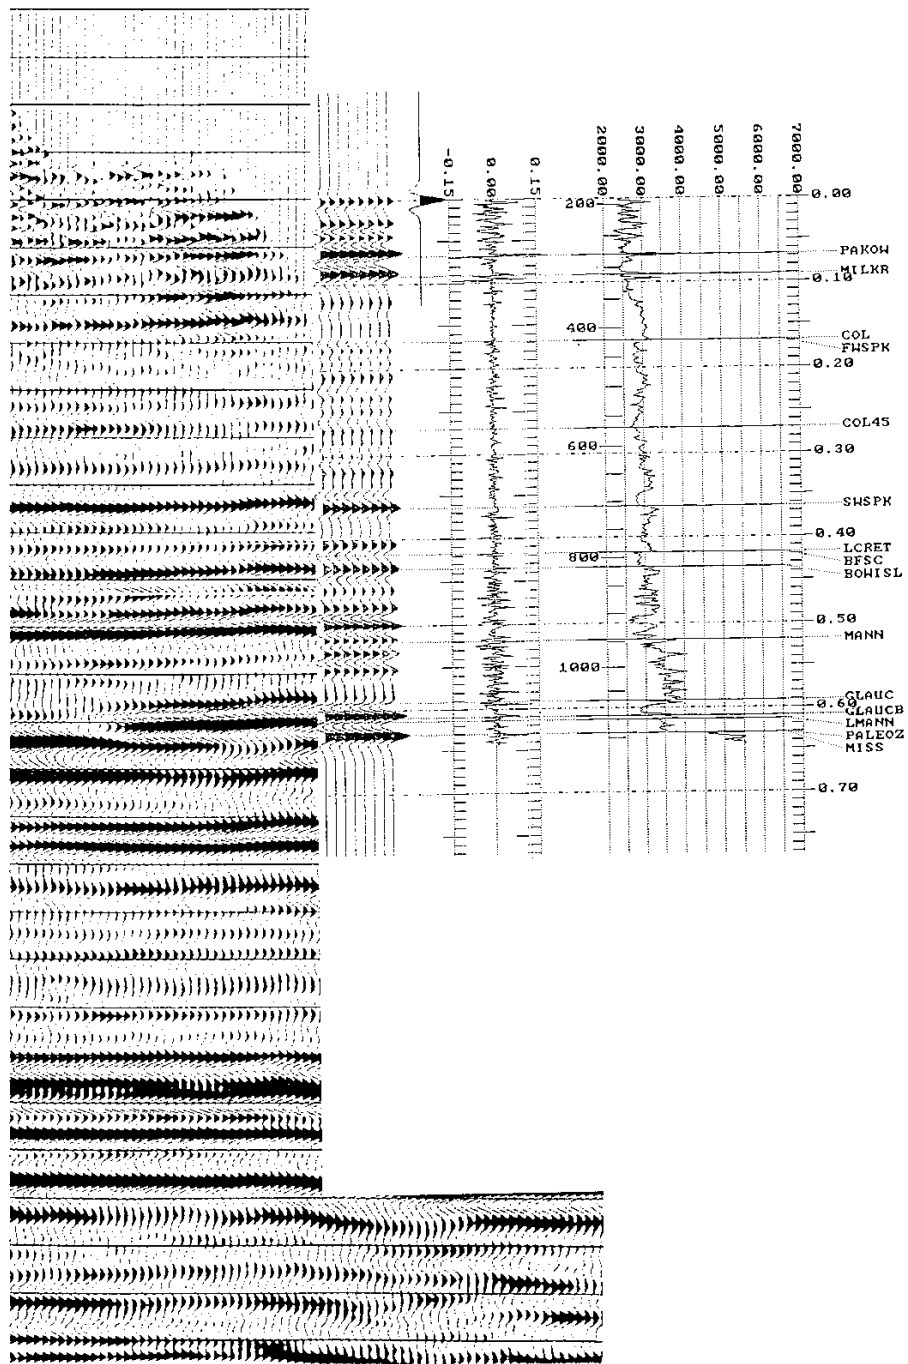 -0.15
0.00
0.15
2000.00
3000.00
4000.00
5000.00
6000.00
7000.00
0.00
200
PAKOW
MILKR
0.10
400
COL
FWSPK
0.20
COL45
600
0.30
SWSPK
0.40
LCRET
800
BFSC
BOWISL
0.50
MANN
1000
GLAUC
0.60
GLAUCB
LMANN
PALEOZ
MISS
0.70